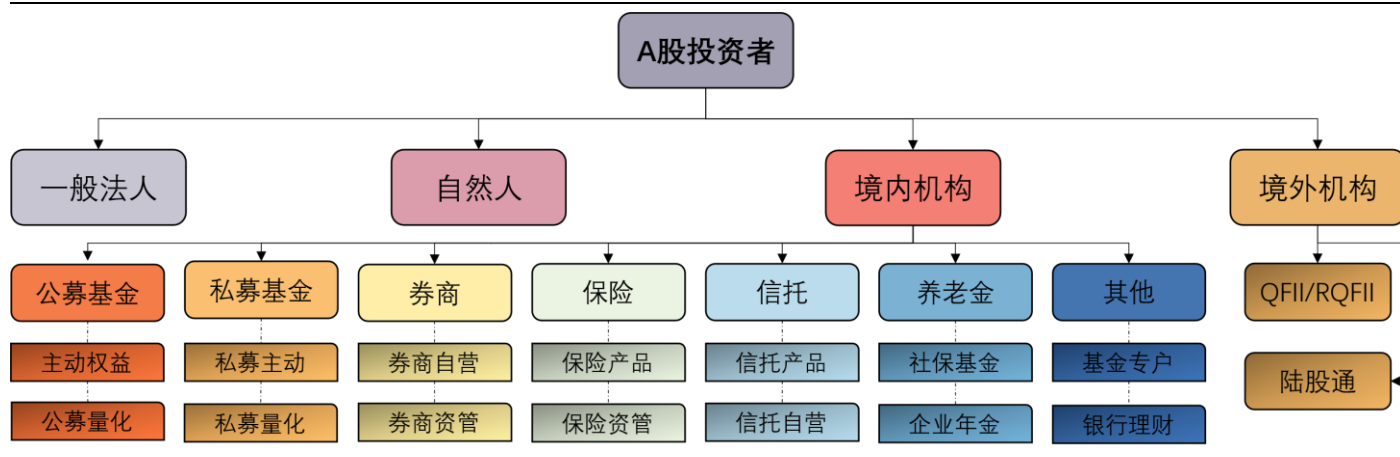 A股投资者
一般法人
自然人
境内机构
境外机构
公募基金
私募基金
券商
保险
信托
养老金
其他
QFII/RQFII
主动权益
私募主动
券商自营
保险产品
信托产品
社保基金
基金专户
陆股通
公募量化
私募量化
券商资管
保险资管
信托自营
企业年金
银行理财